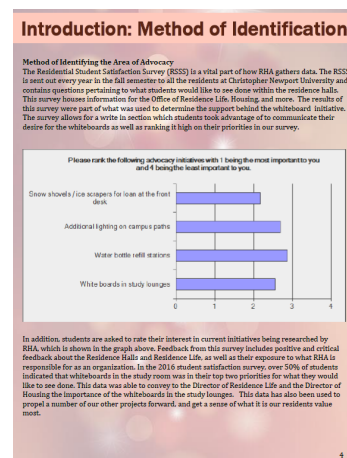 Introduction: Method of Identification
Method of Identifying the Area of Advocacy
The Residential Student Satisfaction Survey (RSSS) is a vital part of how RHA gathers data. The RSSS
is sent out every year in the fall semester to all the residents at Christopher Newport University and
contains questions pertaining to what students would like to see done within the residence halls.
This survey houses information for the Office of Residence Life, Housing, and more. The results of
this survey were part of what was used to determine the support behind the whiteboard initiative.
The survey allows for a write in section which students took advantage of to communicate their
desire for the whiteboards as well as ranking it high on their priorities in our survey.
Please rank the following advocacy initiatives with 1 being the most important to you
and 4 being the least important to you.
Snow shovels / ice scrapers for loan at the front
desk
Additional lighting on campus paths
Water bottle refill stations
White boards in study lounges
0 1 2 3 4
In addition, students are asked to rate their interest in current initiatives being researched by
RHA, which is shown in the graph above. Feedback from this survey includes positive and critical
feedback about the Residence Halls and Residence Life, as well as their exposure to what RHA is
responsible for as an organization. In the 2016 student satisfaction survey, over 50% of students
indicated that whiteboards in the study room was in their top two priorities for what they would
like to see done. This data was able to convey to the Director of Residence Life and the Director of
Housing the importance of the whiteboards in the study lounges. This data has also been used to
propel a number of our other projects forward, and get a sense of what it is our residents value
most.
4